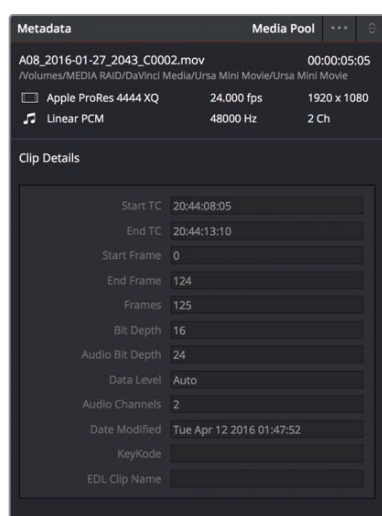 Metadata Media Pool •••
A08_2016-01-27_2043_C0002.mov 00:00:05:05
/Volumes/MEDIA RAID/DaVinci Media/Ursa Mini Movie/Ursa Mini Movie
Apple ProRes 4444 XQ 24.000 fps 1920 x 1080
Linear PCM 48000 Hz 2 Ch
Clip Details
Start TC 20:44:08:05
End TC 20:44:13:10
Start Frame 0
End Frame 124
Frames 125
Bit Depth 16
Audio Bit Depth 24
Data Level Auto
Audio Channels 2
Date Modified Tue Apr 12 2016 01:47:52
KeyKode
EDL Clip Name